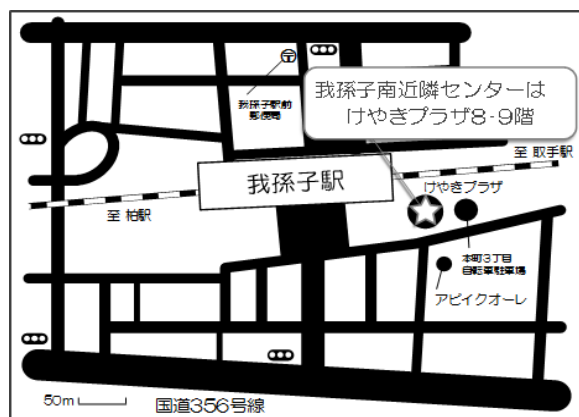 我孫子駅前
郵便局
我孫子南近隣センターは
けやきプラザ8-9階
至 取手駅
我孫子駅
けやきプラザ
至 柏駅
本町3丁目
自転車駐車場
アビイクオーレ
50m
国道356号線